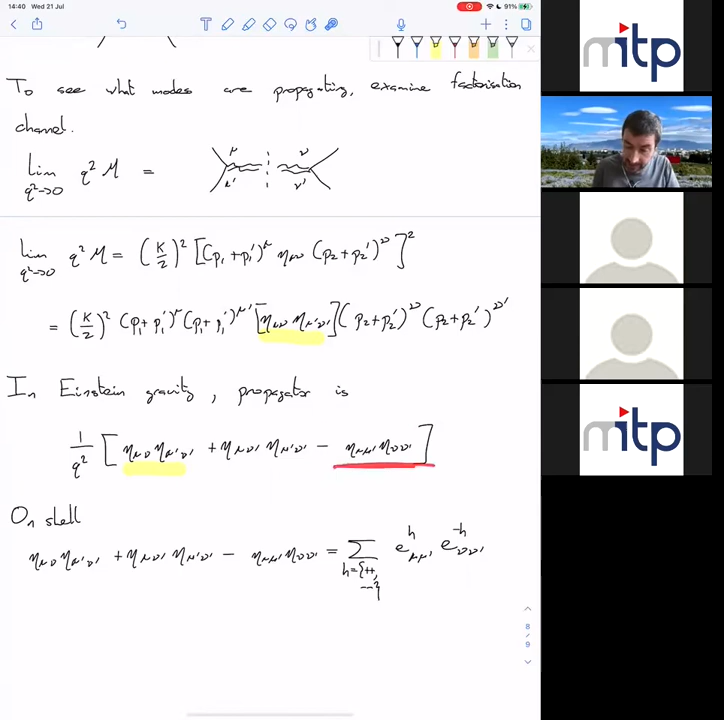 14:40 Wed 21 Jul
91%
To see what modes are propagating, examine factorisation
channel.
lim q²→0 q² M =
μ ν
μ' ν'
lim q²→0 q² M = (κ/2)² [(p₁+p₁')^μ η_μν (p₂+p₂')^ν]²
= (κ/2)² (p₁+p₁')^μ (p₁+p₁')^μ' [η_μν η_μ'ν'] (p₂+p₂')^ν (p₂+p₂')^ν'
In Einstein gravity, propagator is
1/q² [η_μν η_μ'ν' + η_μν' η_μ'ν - η_μμ' η_νν']
On shell
η_μν η_μ'ν' + η_μν' η_μ'ν - η_μμ' η_νν' = Σ_h={++, --} e^h_μμ' e^-h_νν'
8
9
mitp
mitp